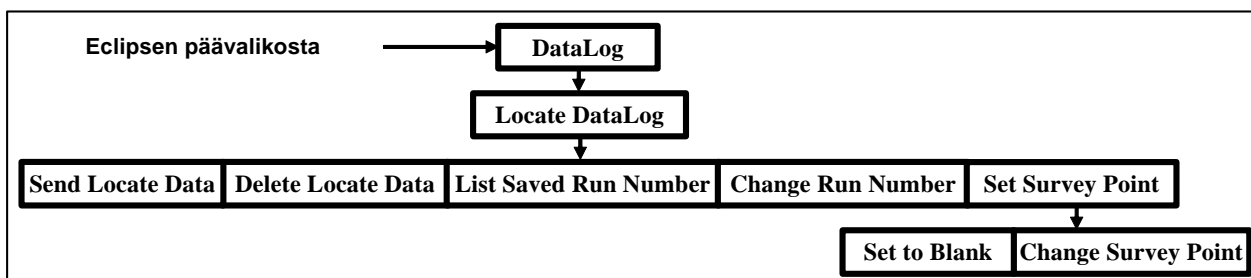 Eclipsen päävalikosta DataLog
Locate DataLog
Send Locate Data Delete Locate Data List Saved Run Number Change Run Number Set Survey Point
Set to Blank Change Survey Point